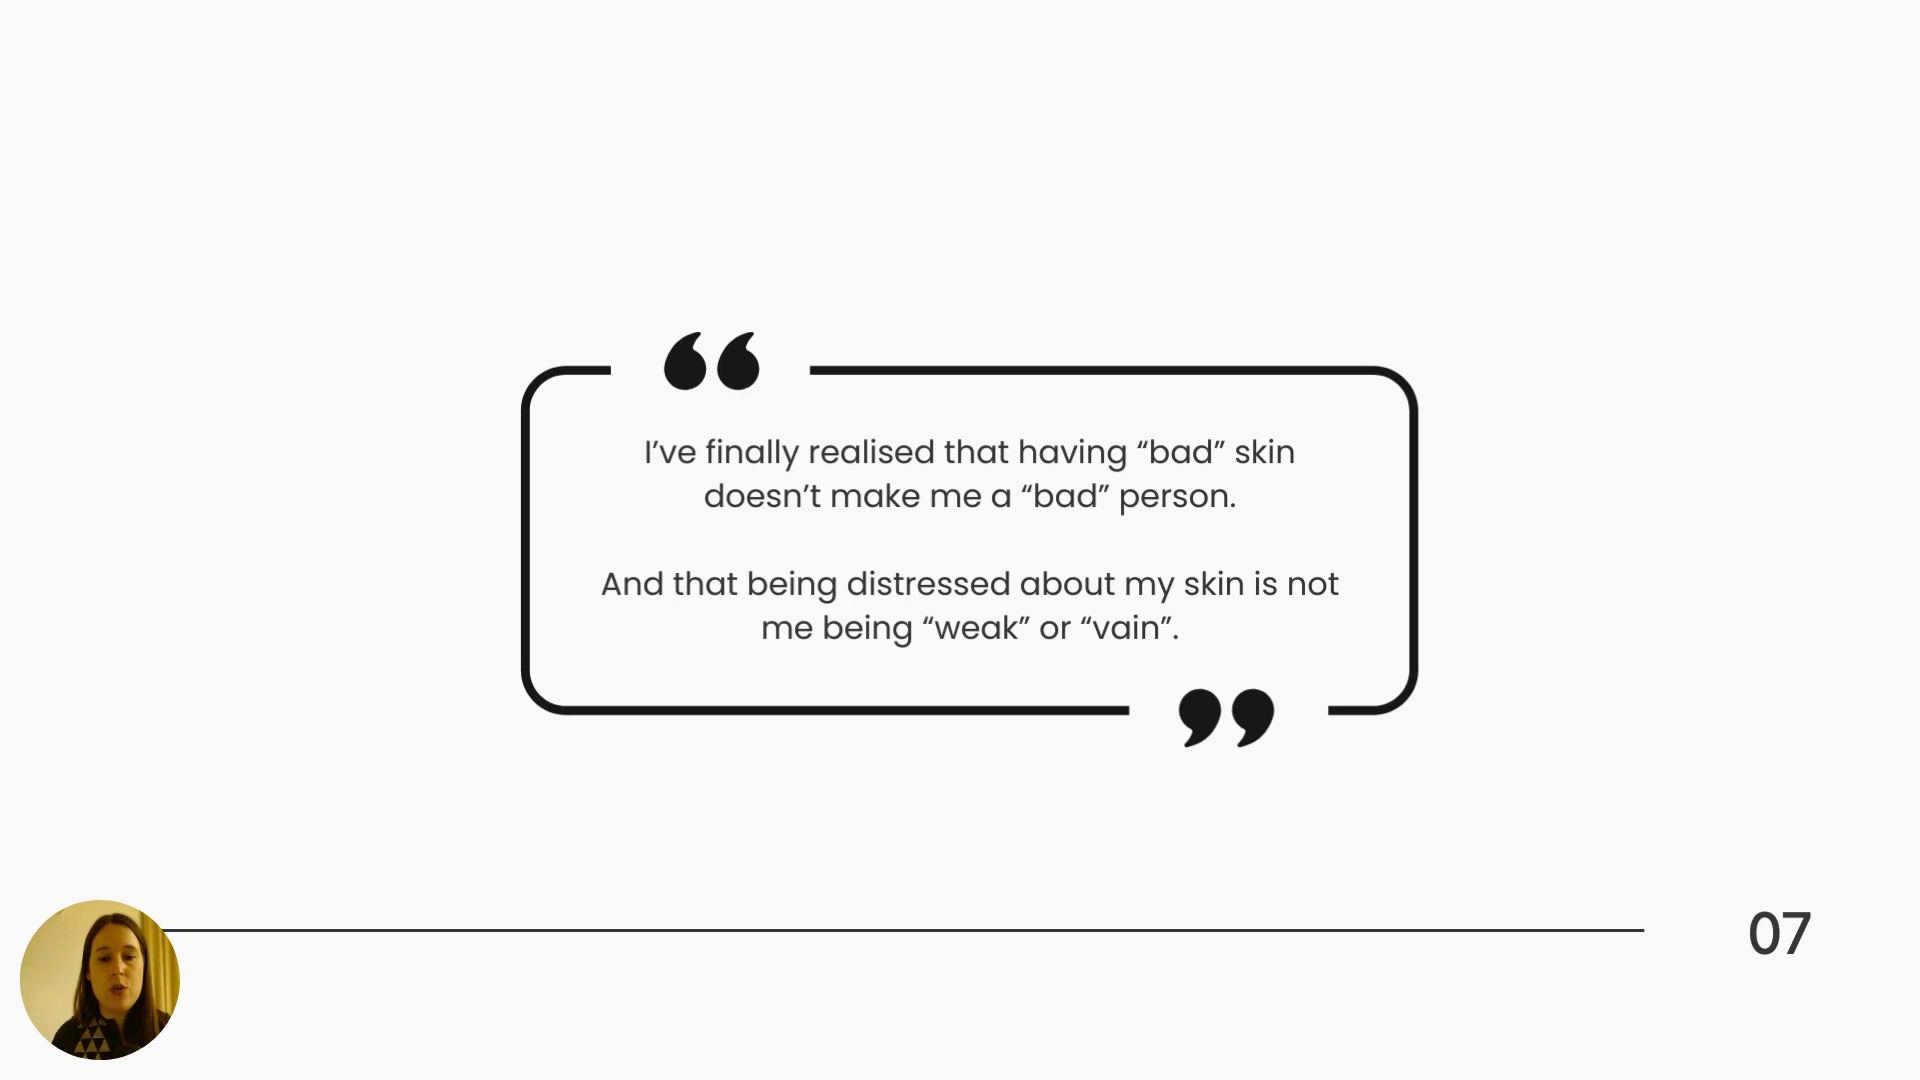 “
I’ve finally realised that having “bad” skin
doesn’t make me a “bad” person.
And that being distressed about my skin is not
me being “weak” or “vain”.
”
07